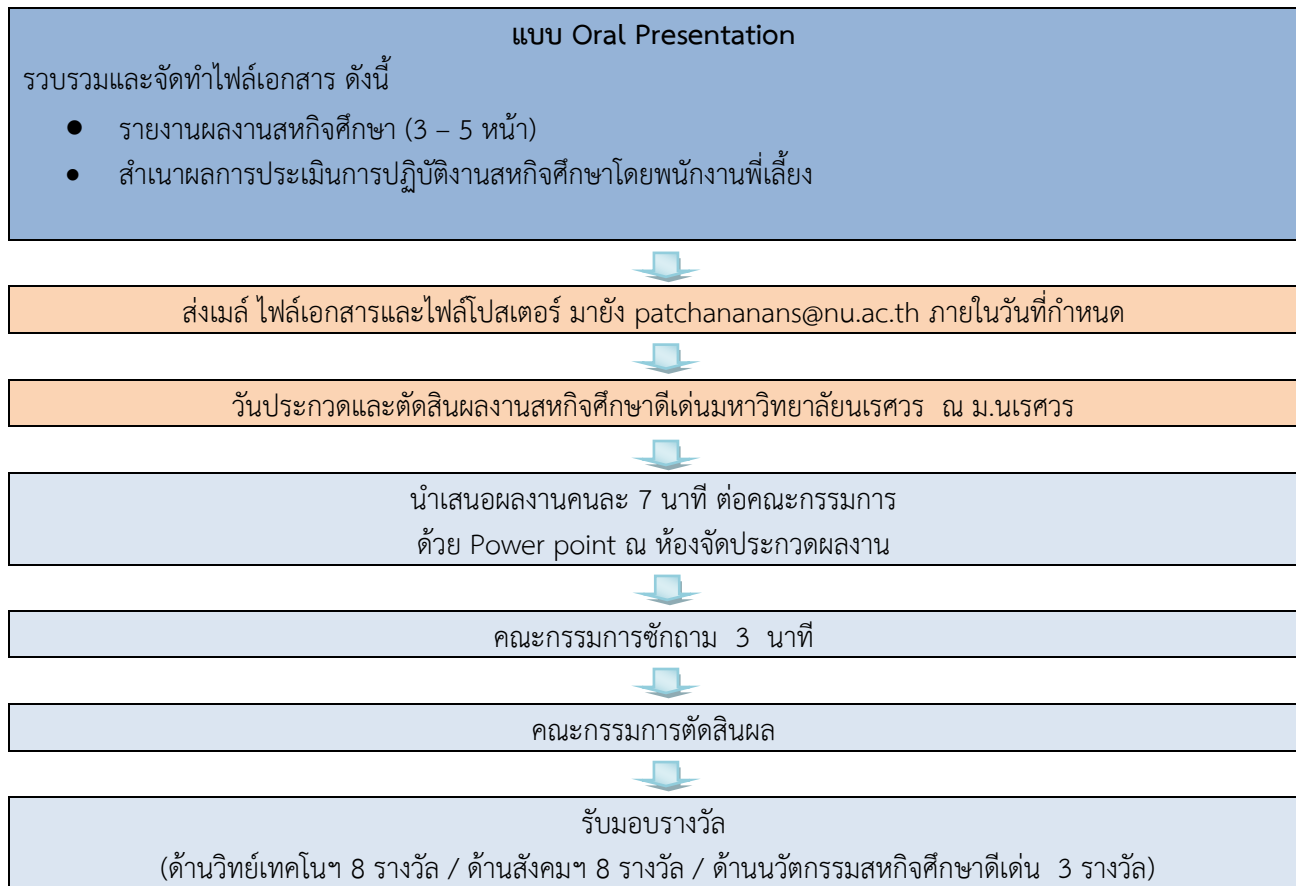 แบบ Oral Presentation
รวบรวมและจัดทำไฟล์เอกสาร ดังนี้
● รายงานผลงานสหกิจศึกษา (3 – 5 หน้า)
● สำเนาผลการประเมินการปฏิบัติงานสหกิจศึกษาโดยพนักงานพี่เลี้ยง
ส่งเมล์ ไฟล์เอกสารและไฟล์โปสเตอร์ มายัง patchananans@nu.ac.th ภายในวันที่กำหนด
วันประกวดและตัดสินผลงานสหกิจศึกษาดีเด่นมหาวิทยาลัยนเรศวร ณ ม.นเรศวร
นำเสนอผลงานคนละ 7 นาที ต่อคณะกรรมการ
ด้วย Power point ณ ห้องจัดประกวดผลงาน
คณะกรรมการซักถาม 3 นาที
คณะกรรมการตัดสินผล
รับมอบรางวัล
(ด้านวิทย์เทคโนฯ 8 รางวัล / ด้านสังคมฯ 8 รางวัล / ด้านนวัตกรรมสหกิจศึกษาดีเด่น 3 รางวัล)